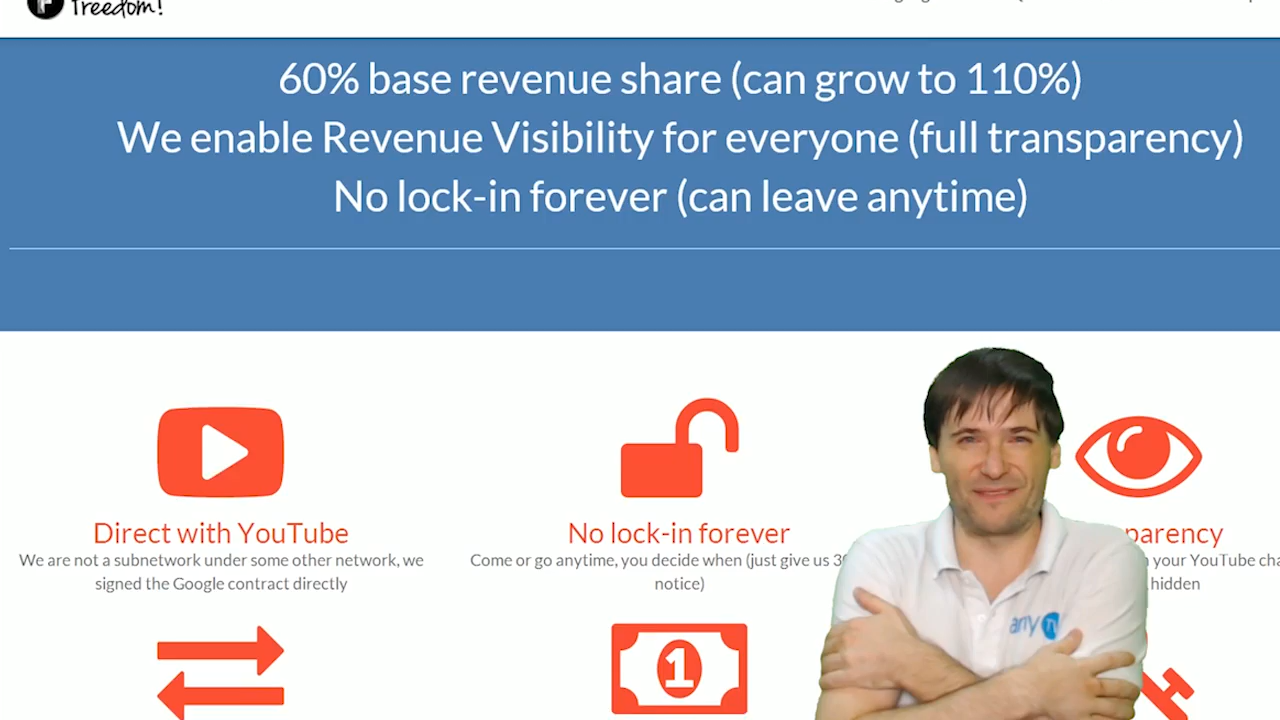 Freedom!
60% base revenue share (can grow to 110%)
We enable Revenue Visibility for everyone (full transparency)
No lock-in forever (can leave anytime)
Direct with YouTube
We are not a subnetwork under some other network, we
signed the Google contract directly
No lock-in forever
Come or go anytime, you decide when (just give us
notice)
parency
your YouTube
hidden
any
1